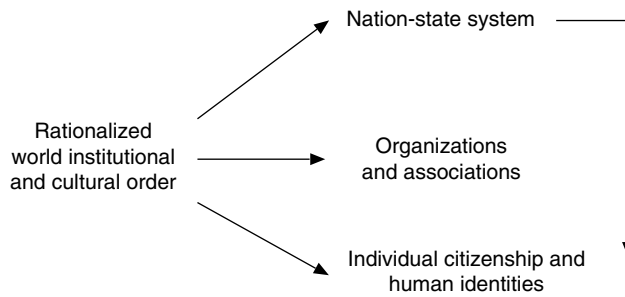 Nation-state system
Rationalized
world institutional
and cultural order
Organizations
and associations
Individual citizenship and
human identities